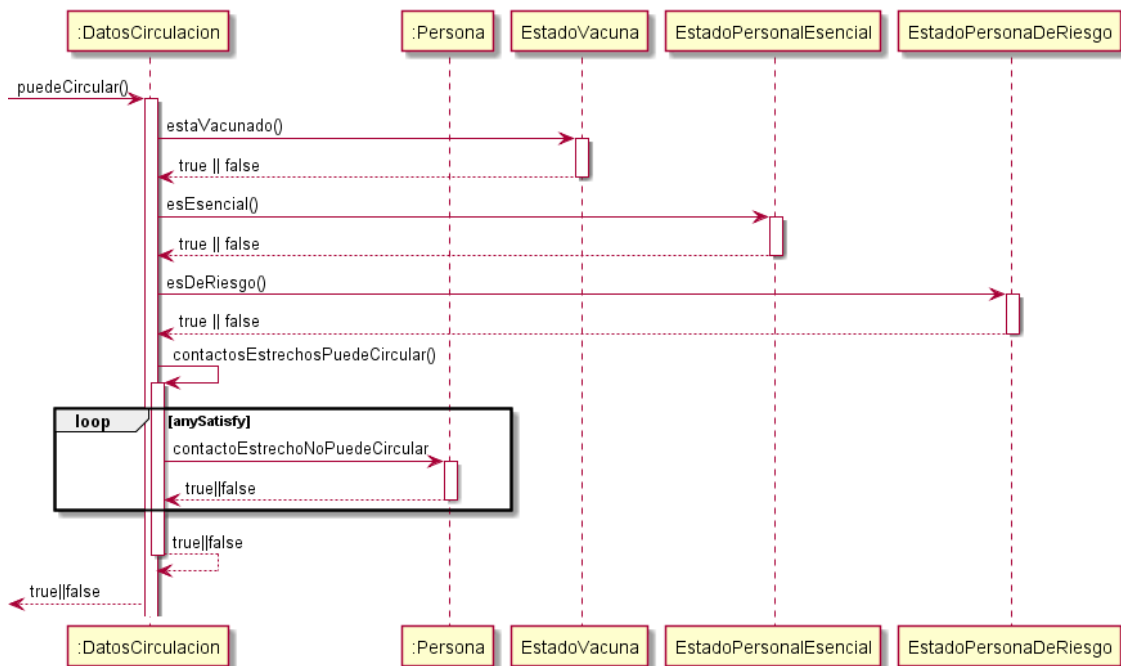 :DatosCirculacion :Persona EstadoVacuna EstadoPersonalEsencial EstadoPersonaDeRiesgo
puedeCircular()
estaVacunado()
true || false
esEsencial()
true || false
esDeRiesgo()
true || false
contactosEstrechosPuedeCircular()
loop [anySatisfy]
contactoEstrechoNoPuedeCircular
true||false
true||false
true||false
:DatosCirculacion :Persona EstadoVacuna EstadoPersonalEsencial EstadoPersonaDeRiesgo